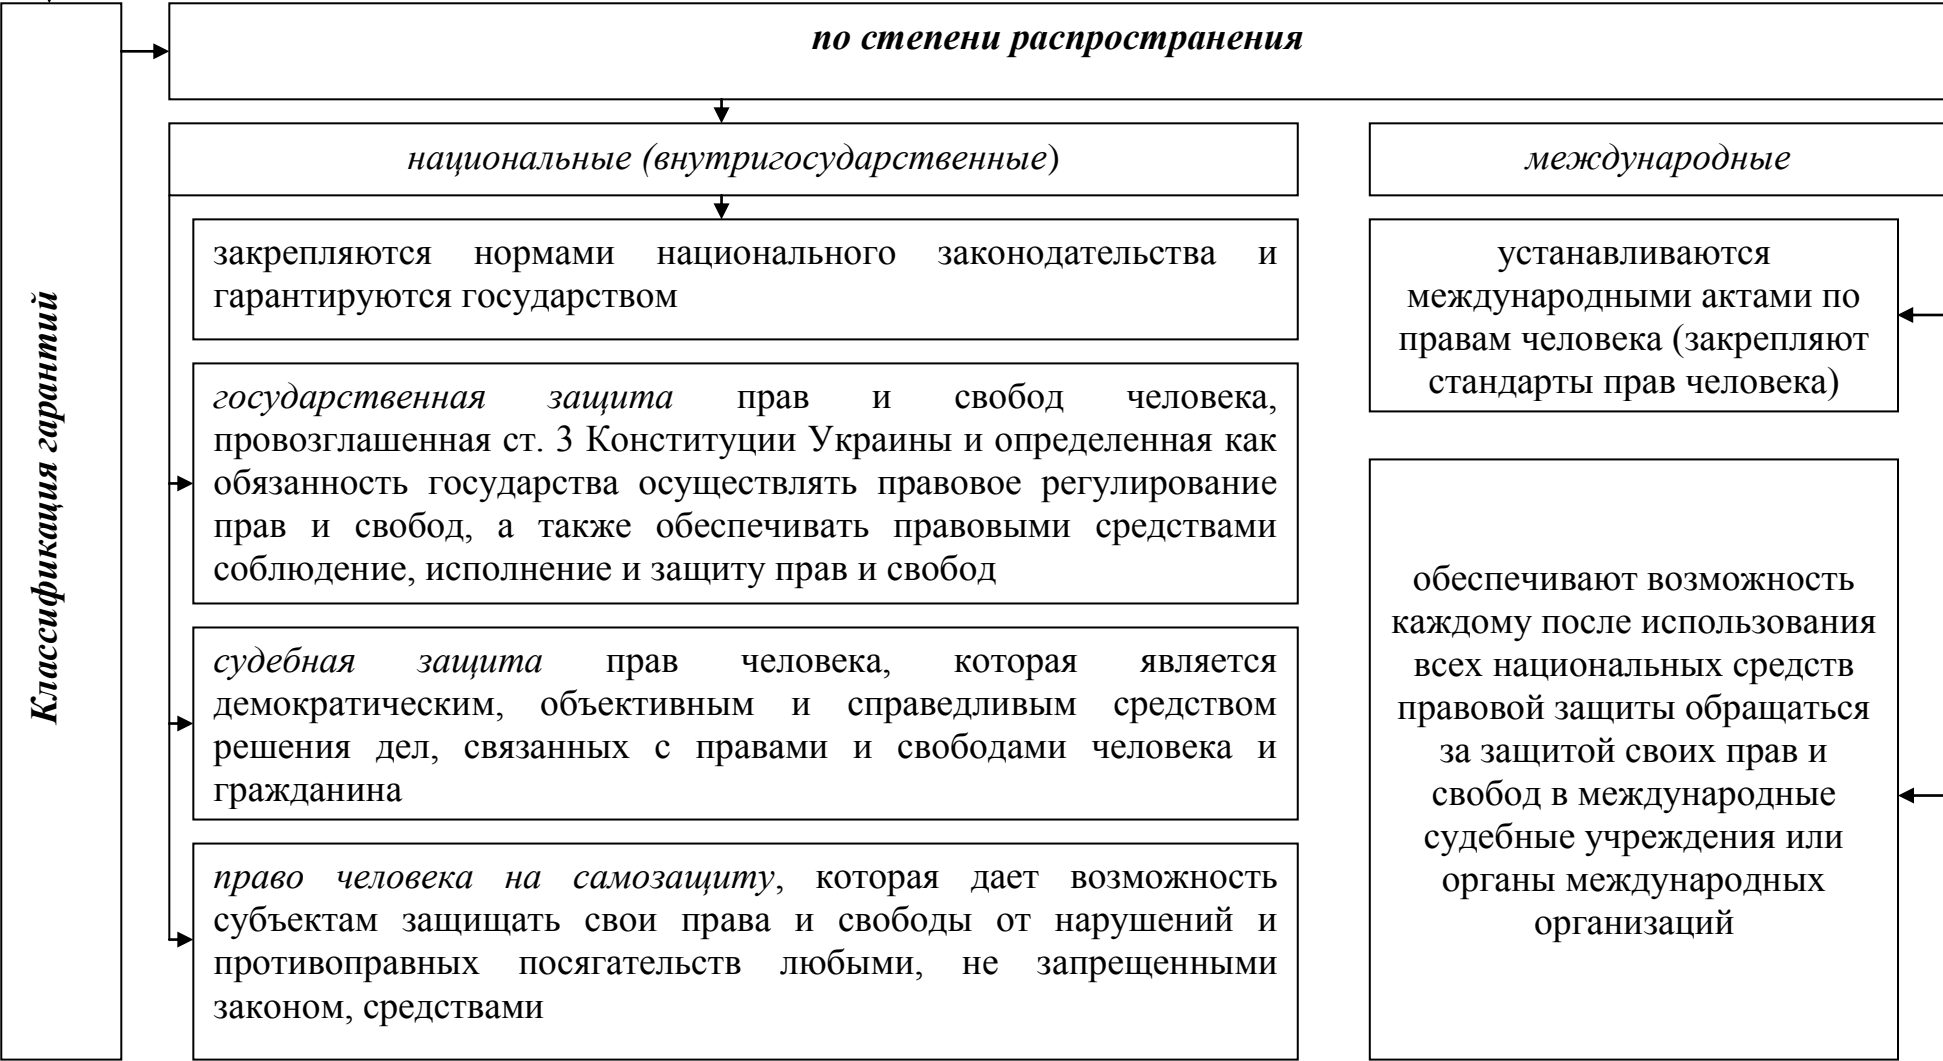 Классификация гарантий
по степени распространения
национальные (внутригосударственные)
закрепляются нормами национального законодательства и
гарантируются государством
государственная защита прав и свобод человека,
провозглашенная ст. 3 Конституции Украины и определенная как
обязанность государства осуществлять правовое регулирование
прав и свобод, а также обеспечивать правовыми средствами
соблюдение, исполнение и защиту прав и свобод
судебная защита прав человека, которая является
демократическим, объективным и справедливым средством
решения дел, связанных с правами и свободами человека и
гражданина
право человека на самозащиту, которая дает возможность
субъектам защищать свои права и свободы от нарушений и
противоправных посягательств любыми, не запрещенными
законом, средствами
международные
устанавливаются
международными актами по
правам человека (закрепляют
стандарты прав человека)
обеспечивают возможность
каждому после использования
всех национальных средств
правовой защиты обращаться
за защитой своих прав и
свобод в международные
судебные учреждения или
органы международных
организаций